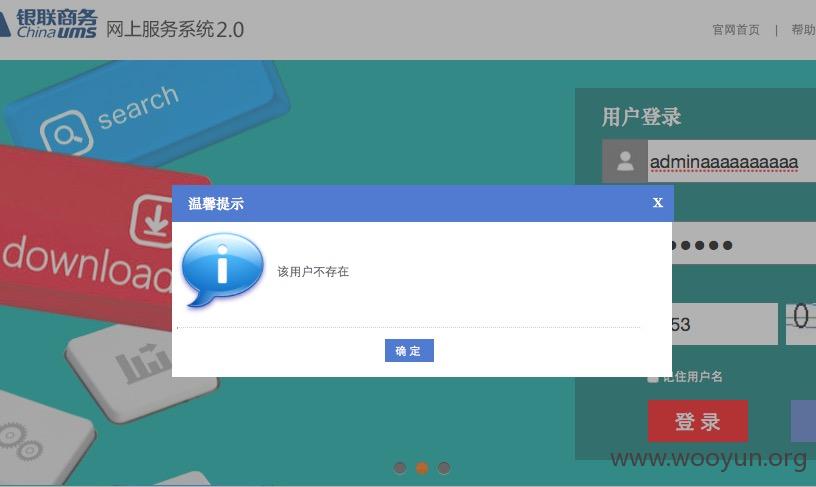 银联商务
China ums
网上服务系统2.0
官网首页 | 帮助
search
download
用户登录
adminaaaaaaaaaa
温馨提示 X
该用户不存在
确 定
53
0
记住用户名
登 录
www.wooyun.org